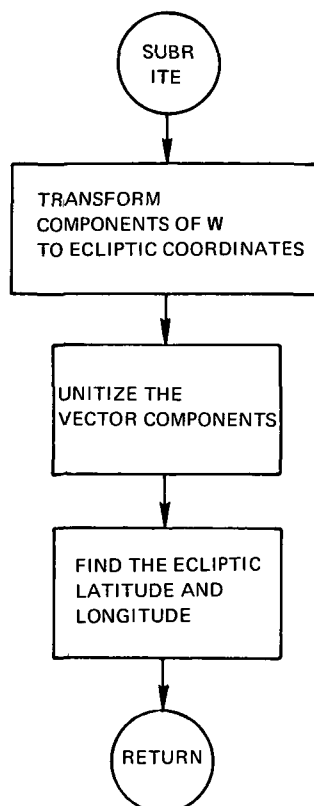 SUBR
ITE
TRANSFORM
COMPONENTS OF W
TO ECLIPTIC COORDINATES
UNITIZE THE
VECTOR COMPONENTS
FIND THE ECLIPTIC
LATITUDE AND
LONGITUDE
RETURN